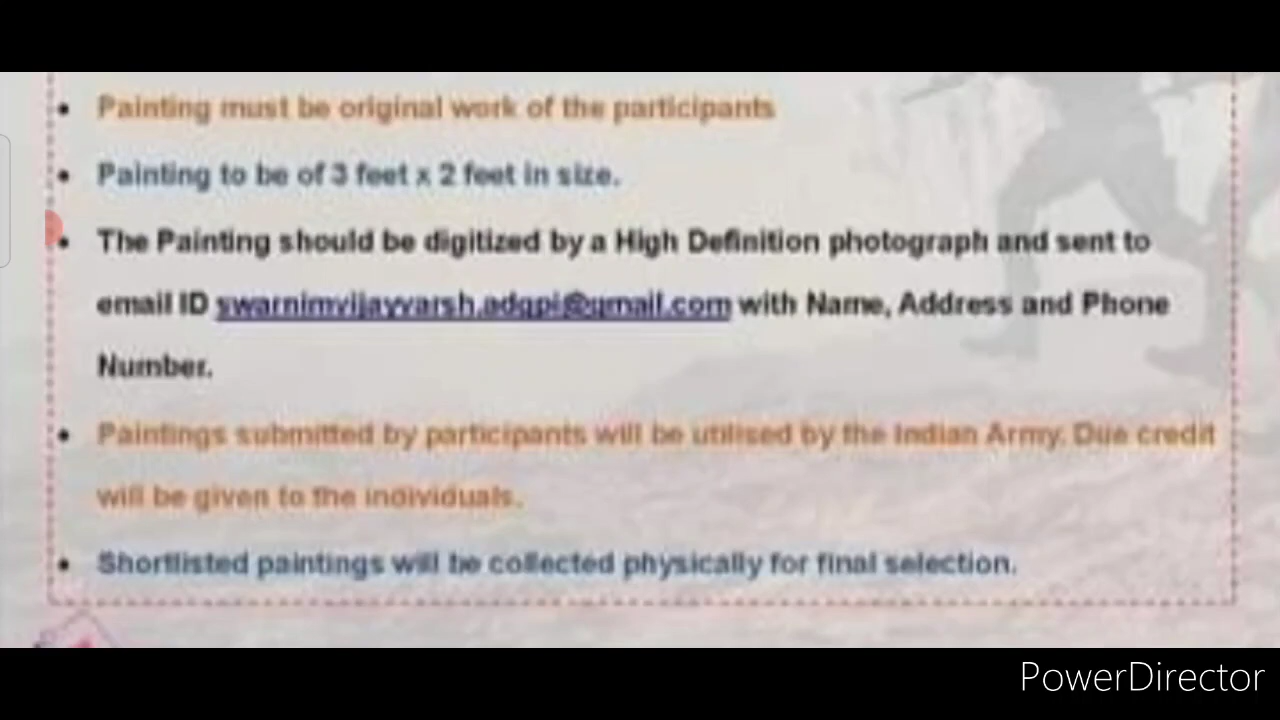 • Painting must be original work of the participants
• Painting to be of 3 feet x 2 feet in size.
• The Painting should be digitized by a High Definition photograph and sent to
email ID swarnimvijayvarsh.adgpi@gmail.com with Name, Address and Phone
Number.
• Paintings submitted by participants will be utilised by the Indian Army. Due credit
will be given to the individuals.
• Shortlisted paintings will be collected physically for final selection.
PowerDirector